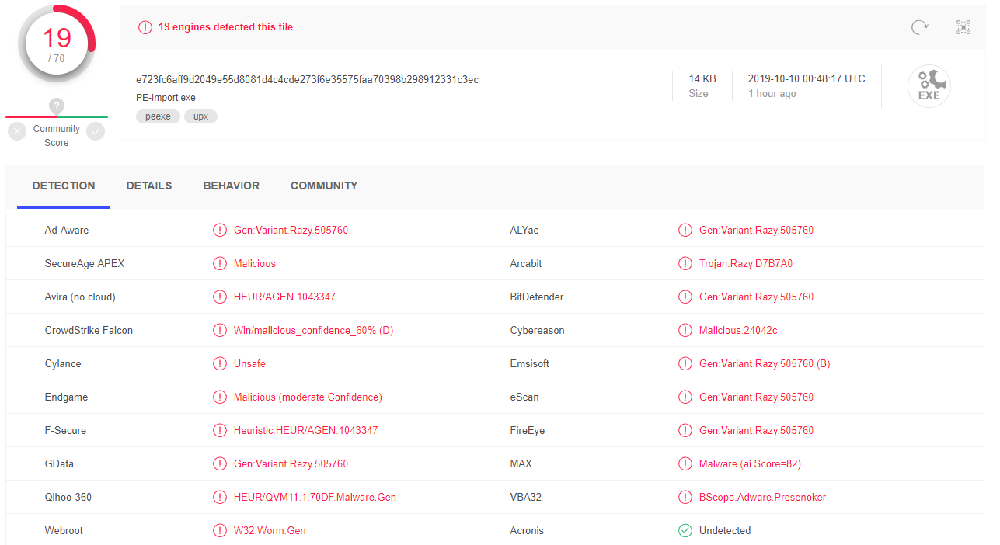 19
/ 70
?
Community
Score
19 engines detected this file
e723fc6aff9d2049e55d8081d4c4cde273f6e35575faa70398b298912331c3ec
PE-Import.exe
peexe upx
14 KB
Size
2019-10-10 00:48:17 UTC
1 hour ago
EXE
DETECTION DETAILS BEHAVIOR COMMUNITY
Ad-Aware Gen:Variant.Razy.505760 ALYac Gen:Variant.Razy.505760
SecureAge APEX Malicious Arcabit Trojan.Razy.D7B7A0
Avira (no cloud) HEUR/AGEN.1043347 BitDefender Gen:Variant.Razy.505760
CrowdStrike Falcon Win/malicious_confidence_60% (D) Cybereason Malicious.24042c
Cylance Unsafe Emsisoft Gen:Variant.Razy.505760 (B)
Endgame Malicious (moderate Confidence) eScan Gen:Variant.Razy.505760
F-Secure Heuristic.HEUR/AGEN.1043347 FireEye Gen:Variant.Razy.505760
GData Gen:Variant.Razy.505760 MAX Malware (ai Score=82)
Qihoo-360 HEUR/QVM11.1.70DF.Malware.Gen VBA32 BScope.Adware.Presenoker
Webroot W32.Worm.Gen Acronis Undetected